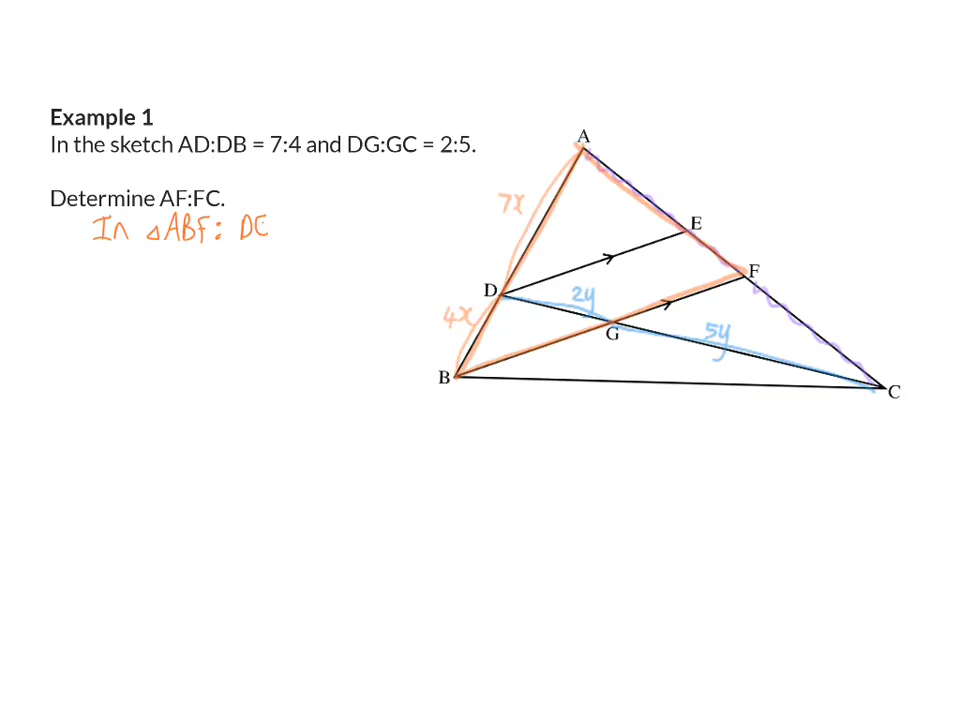 Example 1
In the sketch AD:DB = 7:4 and DG:GC = 2:5.
Determine AF:FC.
In △ABF: DE
A
7x
E
F
D
2y
4x
G
5y
B
C